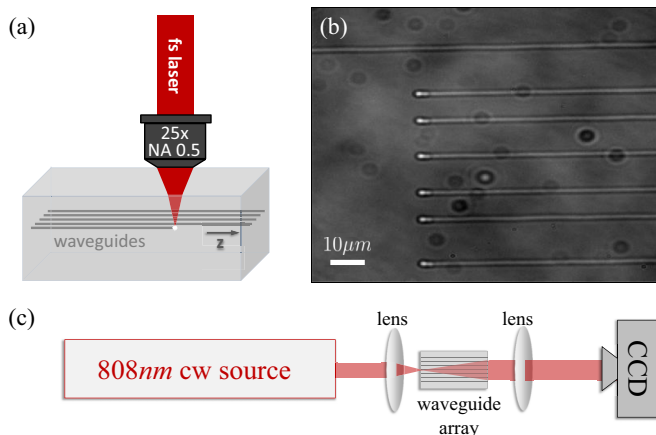 (a)
fs laser
25x
NA 0.5
waveguides
z
(b)
10μm
(c)
808nm cw source
lens
lens
waveguide
array
CCD